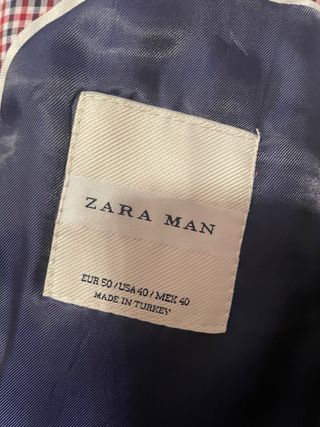 ZARA MAN
EUR 50 / USA 40 / MEX 40
MADE IN TURKEY